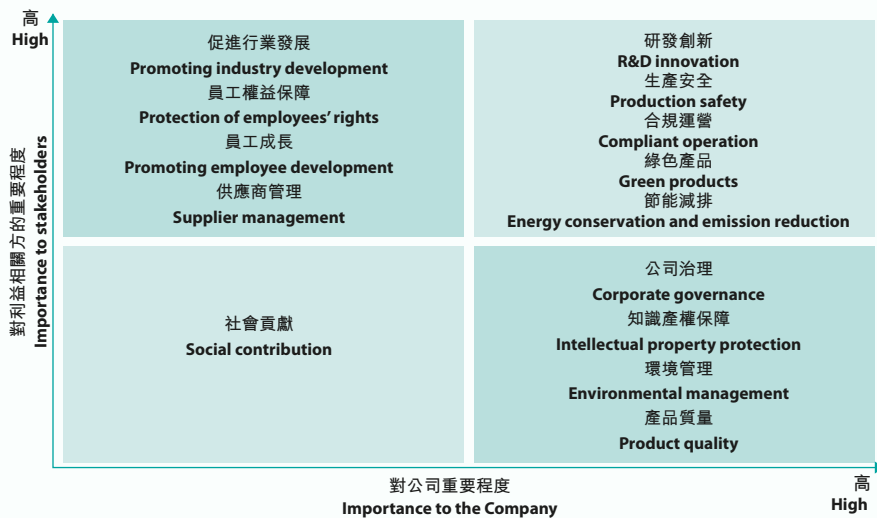 高
High
對利益相關方的重要程度
Importance to stakeholders
促進行業發展
Promoting industry development
員工權益保障
Protection of employees’ rights
員工成長
Promoting employee development
供應商管理
Supplier management
研發創新
R&D innovation
生產安全
Production safety
合規運營
Compliant operation
綠色產品
Green products
節能減排
Energy conservation and emission reduction
社會貢獻
Social contribution
公司治理
Corporate governance
知識產權保障
Intellectual property protection
環境管理
Environmental management
產品質量
Product quality
對公司重要程度
Importance to the Company
高
High